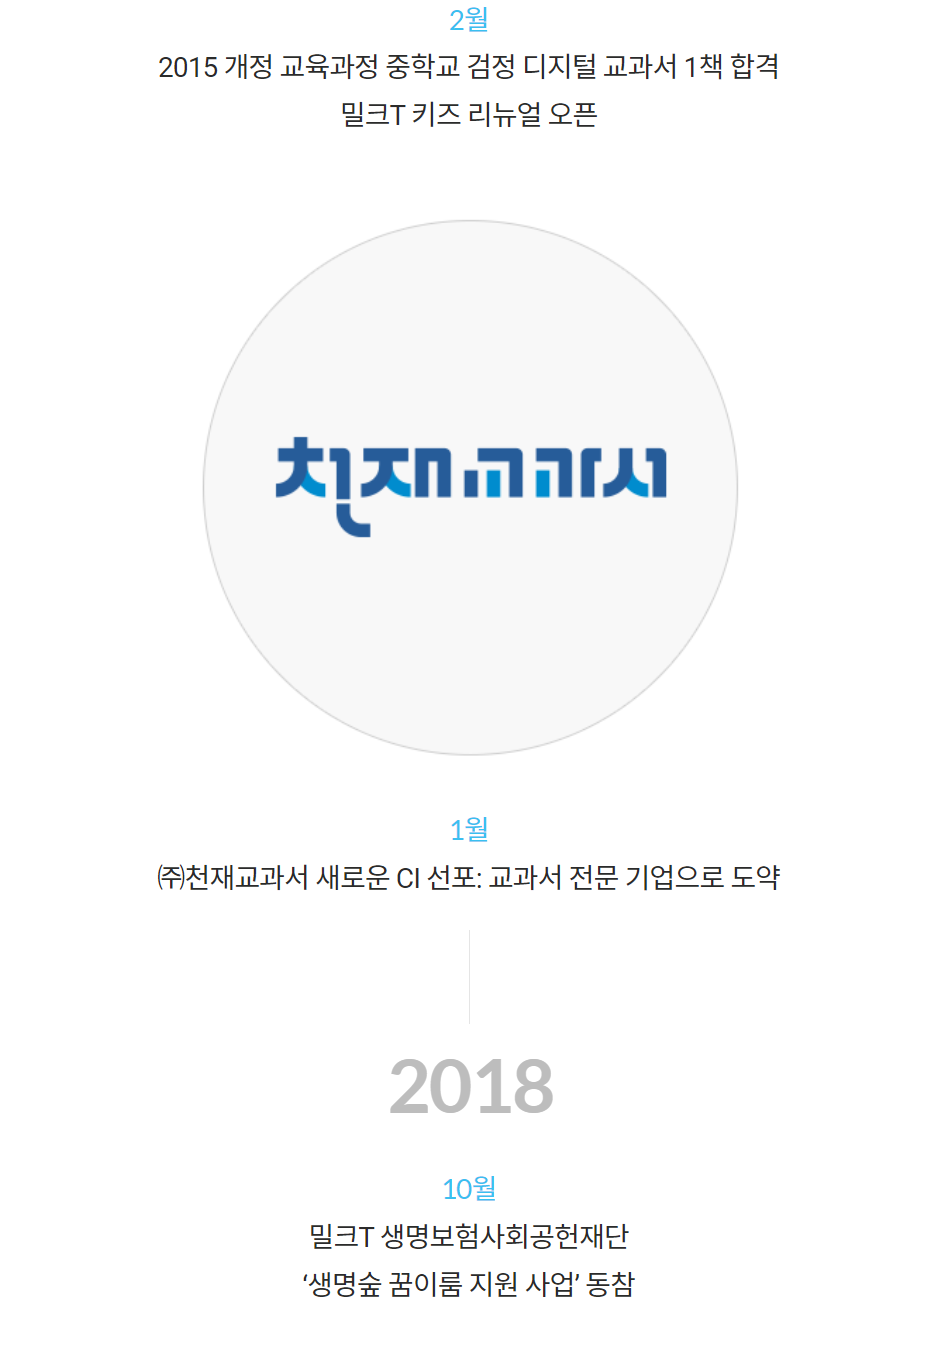 2월
2015 개정 교육과정 중학교 검정 디지털 교과서 1책 합격
밀크T 키즈 리뉴얼 오픈
천재교과서
1월
㈜천재교과서 새로운 CI 선포: 교과서 전문 기업으로 도약
2018
10월
밀크T 생명보험사회공헌재단
‘생명숲 꿈이룸 지원 사업’ 동참